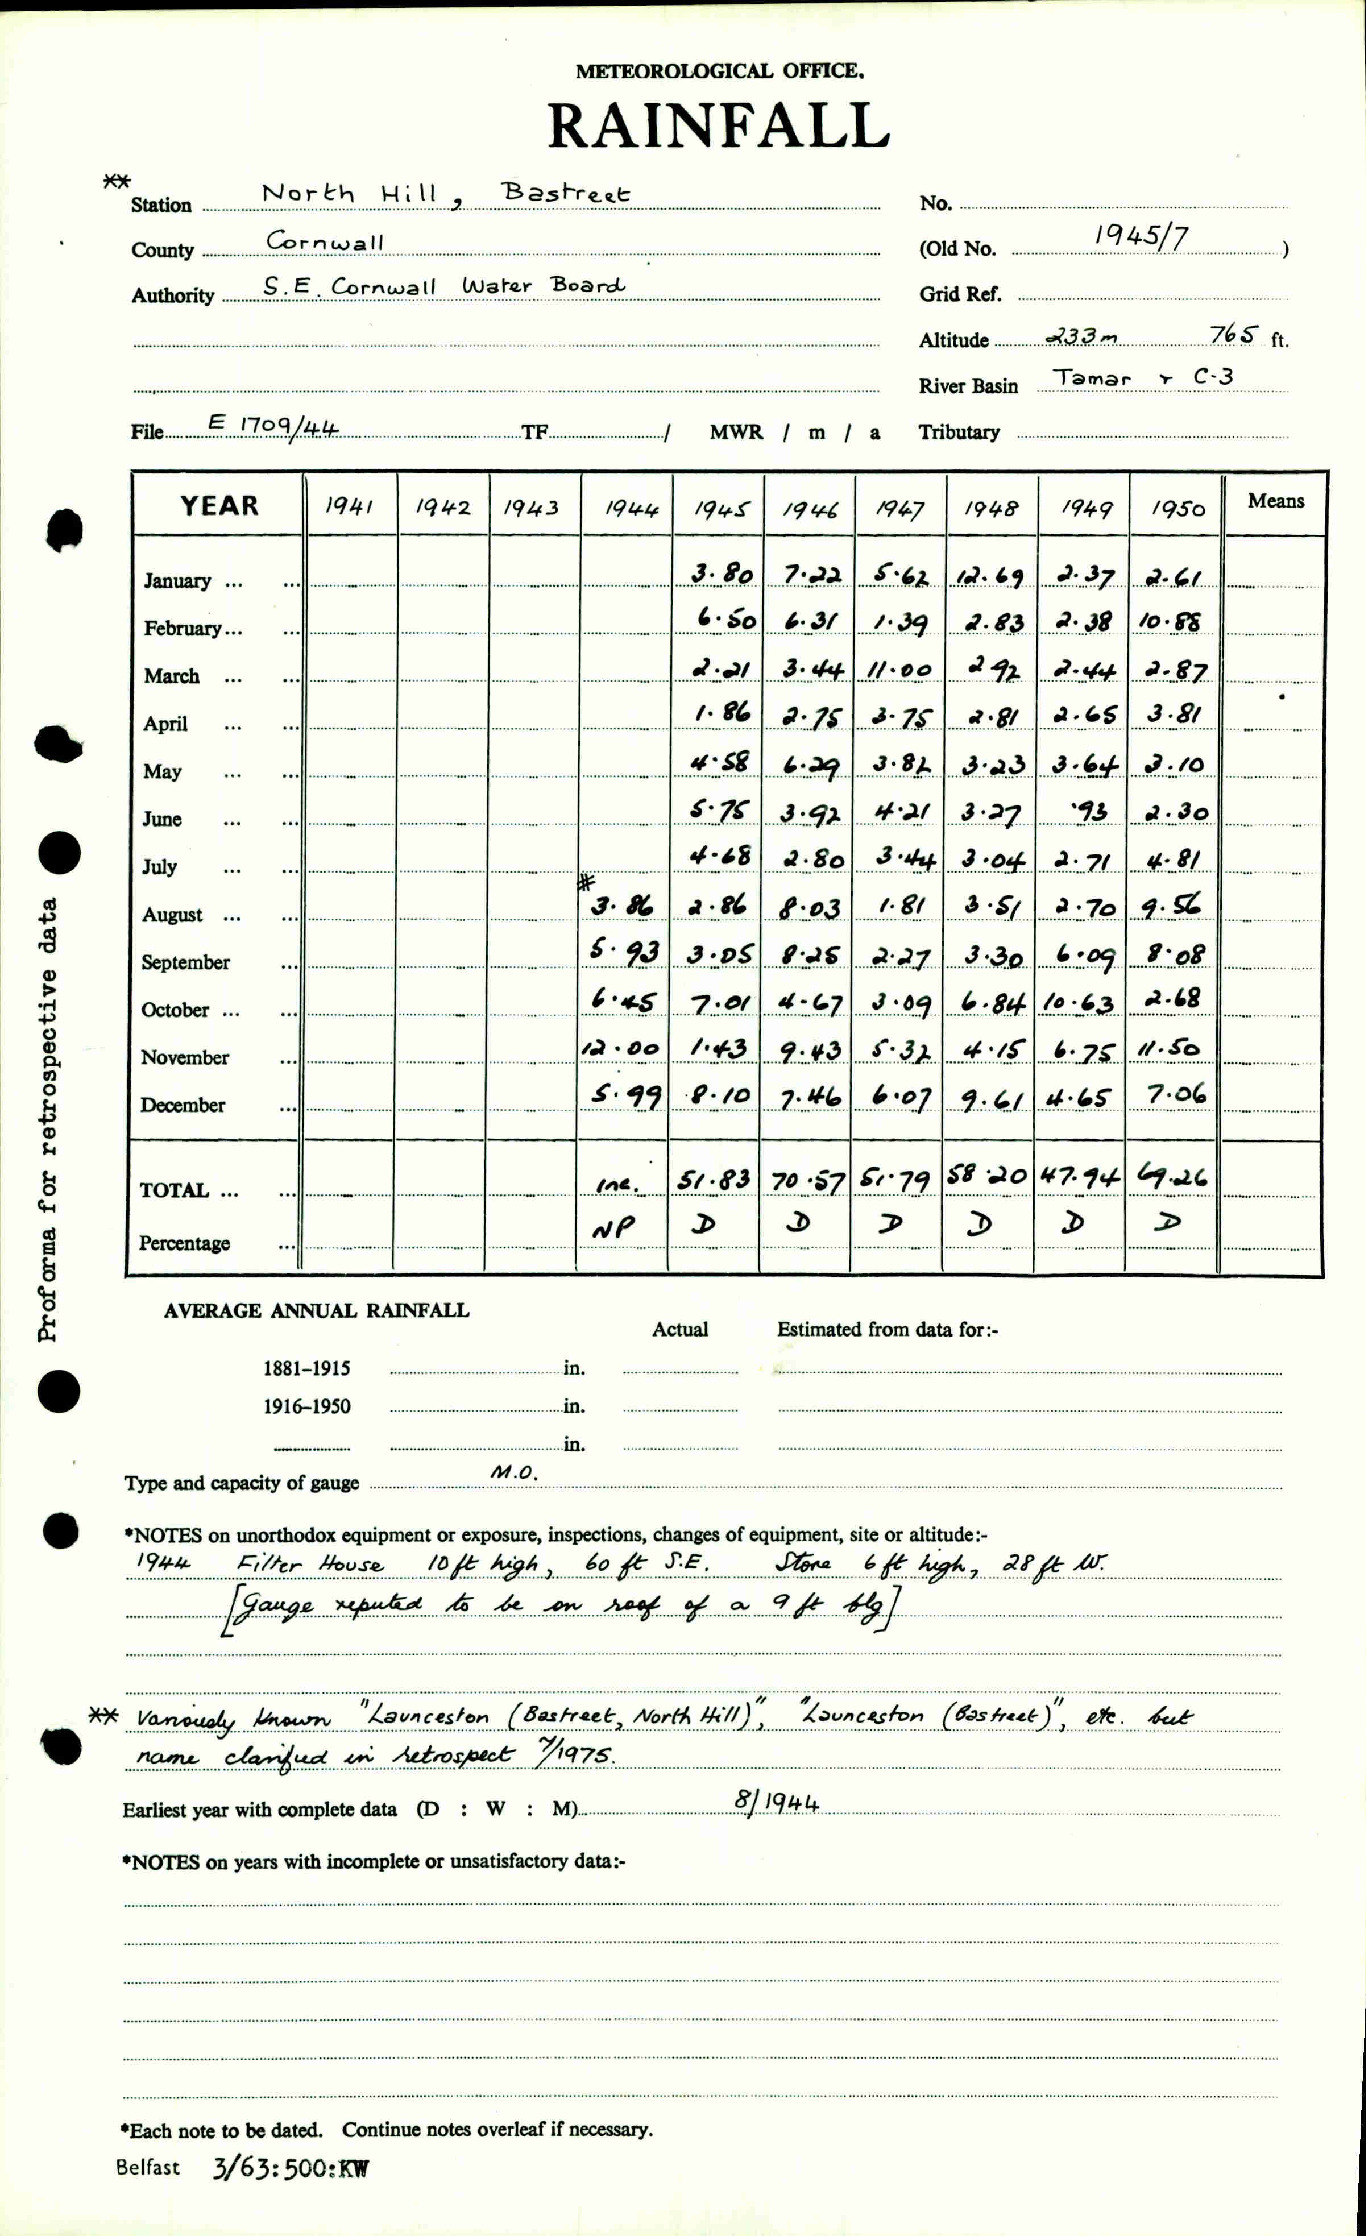 METEOROLOGICAL OFFICE.
RAINFALL
** Station North Hill, Bastreet No.
County Cornwall (Old No. 1945/7 )
Authority S.E. Cornwall Water Board Grid Ref.
Altitude 233m 765 ft.
River Basin Tamar r C-3
File E 1709/44 TF / MWR / m / a Tributary
YEAR 1941 1942 1943 1944 1945 1946 1947 1948 1949 1950 Means
January ... ... 3.80 7.22 5.62 12.69 2.37 2.61
February ... ... 6.50 6.31 1.39 2.83 2.38 10.88
March ... ... 2.21 3.44 11.00 2 92 2.44 2.87
April ... ... 1.86 2.75 3.75 2.81 2.65 3.81
May ... ... 4.58 6.29 3.82 3.23 3.64 3.10
June ... ... 5.75 3.92 4.21 3.27 .93 2.30
July ... ... 4.68 2.80 3.44 3.04 2.71 4.81
August ... ... # 3.86 2.86 8.03 1.81 3.51 2.70 9.56
September ... 5.93 3.05 8.25 2.27 3.30 6.09 8.08
October ... ... 6.45 7.01 4.67 3.09 6.84 10.63 2.68
November ... 12.00 1.43 9.43 5.32 4.15 6.75 11.50
December ... 5.99 8.10 7.46 6.07 9.61 4.65 7.06
TOTAL ... ... inc. 51.83 70.57 51.79 58.20 47.94 69.26
Percentage ... NP D D D D D D
Proforma for retrospective data
AVERAGE ANNUAL RAINFALL
Actual Estimated from data for:-
1881–1915 in.
1916–1950 in.
in.
Type and capacity of gauge M.O.
*NOTES on unorthodox equipment or exposure, inspections, changes of equipment, site or altitude:-
1944 Filter House 10 ft high, 60 ft S.E. Store 6 ft high, 28 ft W.
[Gauge reputed to be on roof of a 9 ft blg]
** Variously known "Launceston (Bastreet, North Hill)", "Launceston (Bastreet)", etc. but
name clarified in retrospect 7/1975.
Earliest year with complete data (D : W : M) 8/1944
*NOTES on years with incomplete or unsatisfactory data:-
*Each note to be dated. Continue notes overleaf if necessary.
Belfast 3/63:500:KW